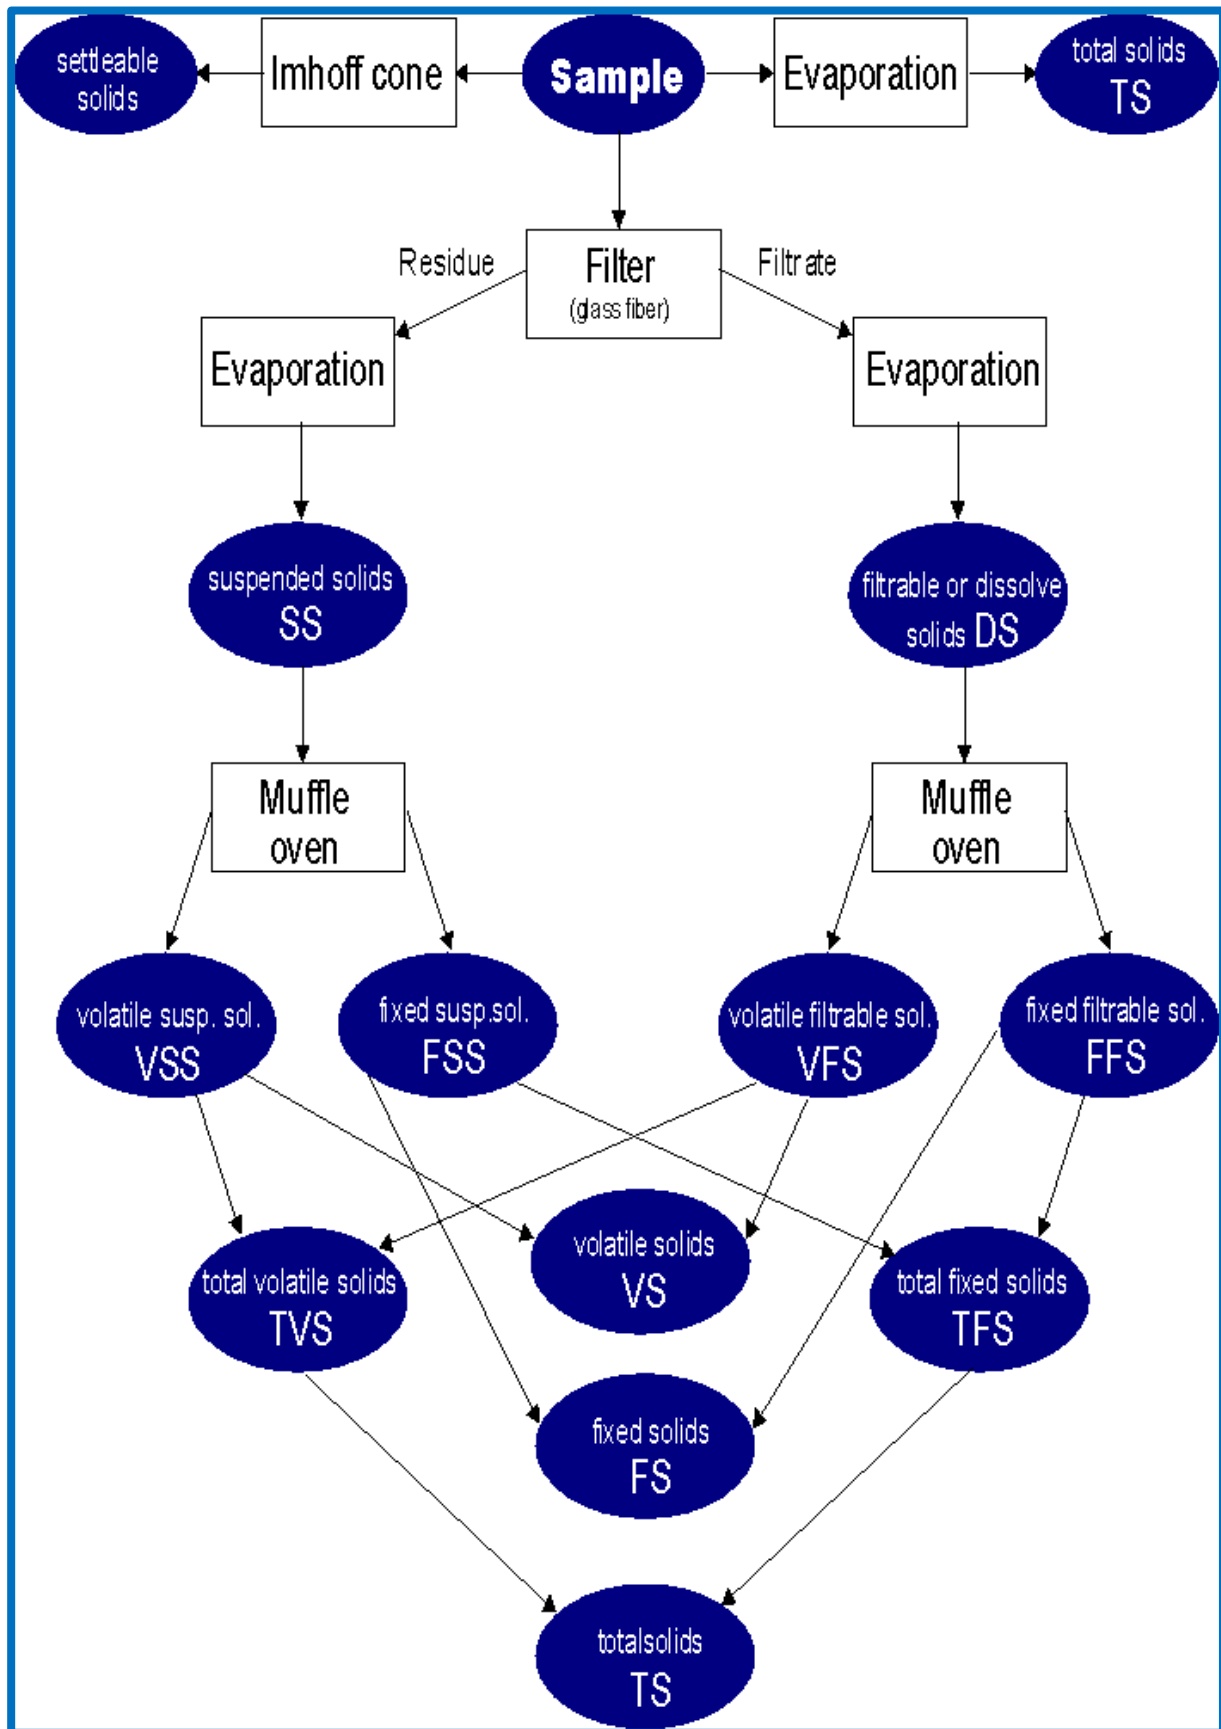 settleable
solids
Imhoff cone
Sample
Evaporation
total solids
TS
Residue
Filter
(glass fiber)
Filtrate
Evaporation
Evaporation
suspended solids
SS
filtrable or dissolve
solids DS
Muffle
oven
Muffle
oven
volatile susp. sol.
VSS
fixed susp.sol.
FSS
volatile filtrable sol.
VFS
fixed filtrable sol.
FFS
total volatile solids
TVS
volatile solids
VS
total fixed solids
TFS
fixed solids
FS
totalsolids
TS